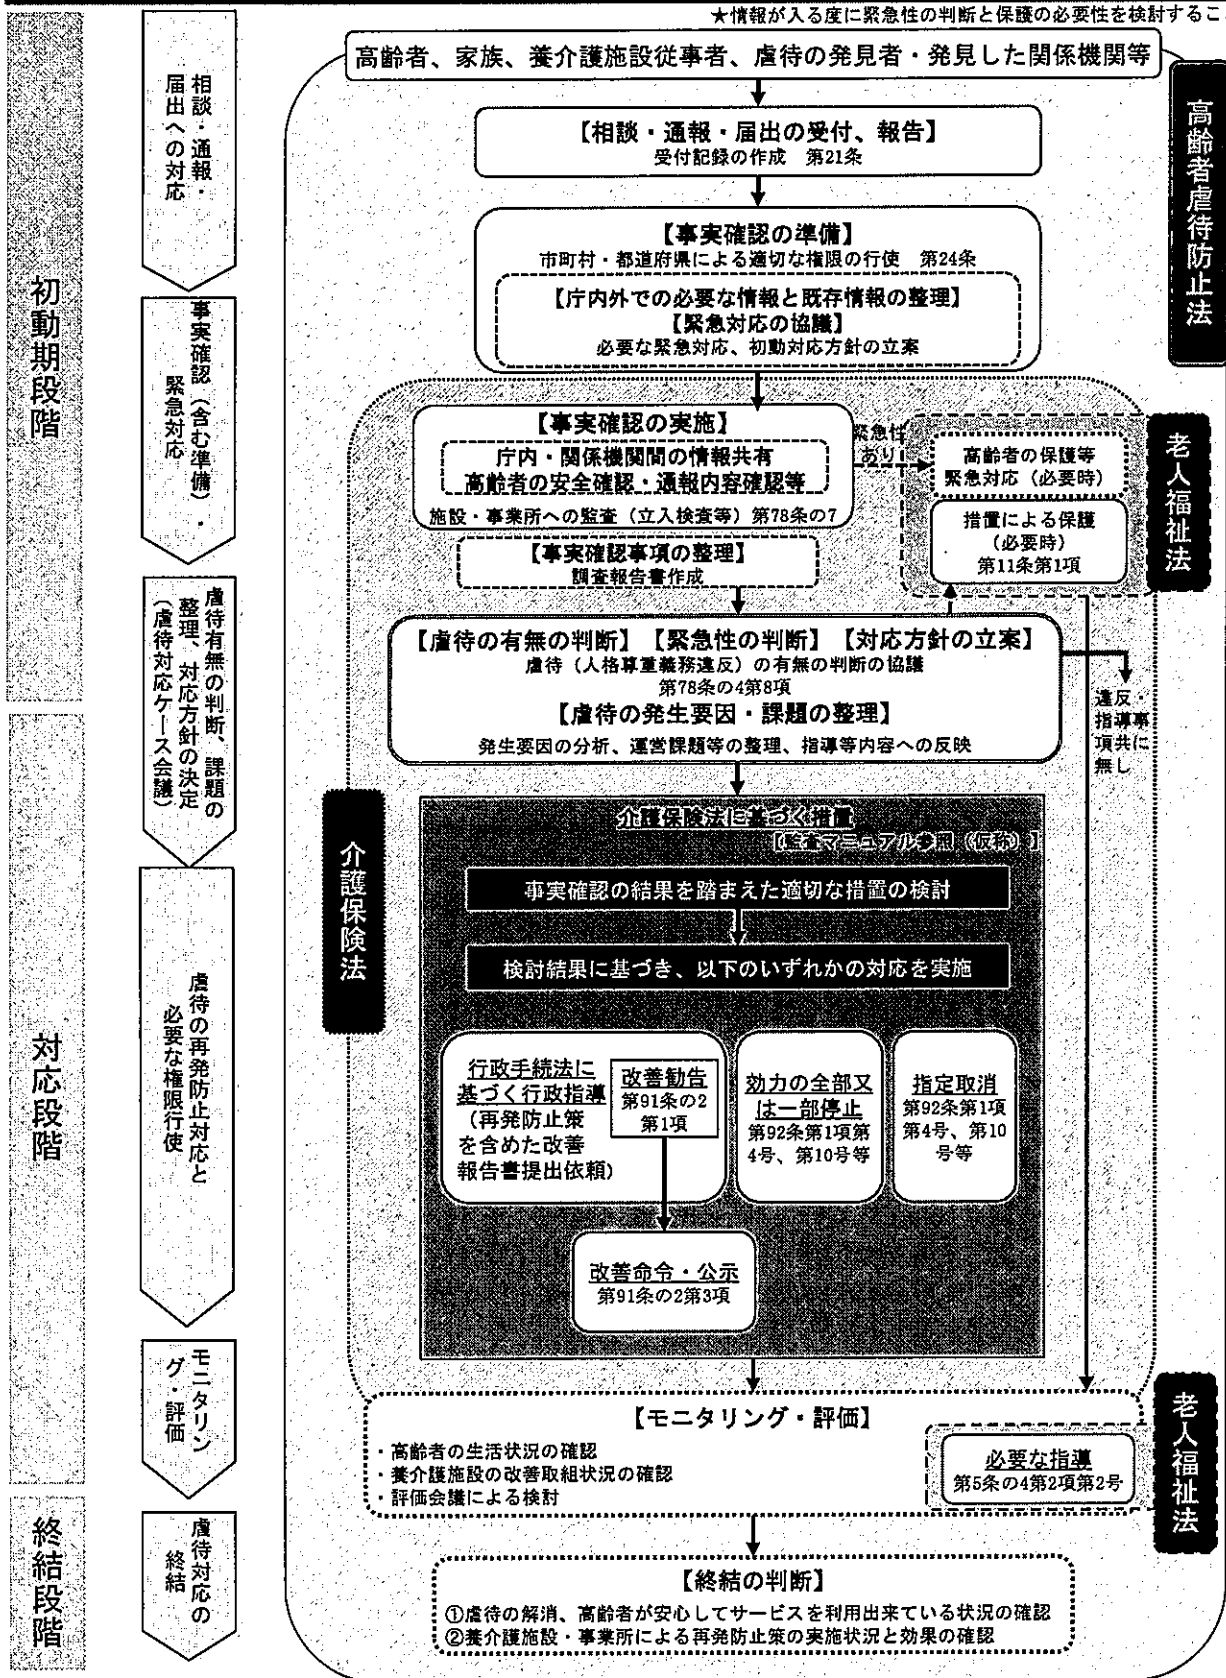 ★情報が入る度に緊急性の判断と保護の必要性を検討するこ
高齢者、家族、養介護施設従事者、虐待の発見者・発見した関係機関等
高齢者虐待防止法
初動期段階
相談・通報・
届出への対応
【相談・通報・届出の受付、報告】
受付記録の作成 第21条
【事実確認の準備】
市町村・都道府県による適切な権限の行使 第24条
【庁内外での必要な情報と既存情報の整理】
【緊急対応の協議】
必要な緊急対応、初動対応方針の立案
事実確認（含む準備）・
緊急対応
【事実確認の実施】
庁内・関係機関間の情報共有
高齢者の安全確認・通報内容確認等
施設・事業所への監査（立入検査等）第78条の7
緊急性
あり
高齢者の保護等
緊急対応（必要時）
措置による保護
（必要時）
第11条第1項
老人福祉法
【事実確認事項の整理】
調査報告書作成
虐待有無の判断、課題の
整理、対応方針の決定
（虐待対応ケース会議）
【虐待の有無の判断】【緊急性の判断】【対応方針の立案】
虐待（人格尊重義務違反）の有無の判断の協議
第78条の4第8項
【虐待の発生要因・課題の整理】
発生要因の分析、運営課題等の整理、指導等内容への反映
違反・
指導事
項共に
無し
介護保険法
対応段階
虐待の再発防止対応と
必要な権限行使
介護保険法に基づく措置
【監査マニュアル参照（仮称）】
事実確認の結果を踏まえた適切な措置の検討
検討結果に基づき、以下のいずれかの対応を実施
行政手続法に
基づく行政指導
（再発防止策
を含めた改善
報告書提出依頼）
改善勧告
第91条の2
第1項
効力の全部又
は一部停止
第92条第1項第
4号、第10号等
指定取消
第92条第1項
第4号、第10
号等
改善命令・公示
第91条の2第3項
モニタリン
グ・評価
【モニタリング・評価】
・高齢者の生活状況の確認
・養介護施設の改善取組状況の確認
・評価会議による検討
必要な指導
第5条の4第2項第2号
老人福祉法
終結段階
虐待対応の
終結
【終結の判断】
①虐待の解消、高齢者が安心してサービスを利用出来ている状況の確認
②養介護施設・事業所による再発防止策の実施状況と効果の確認